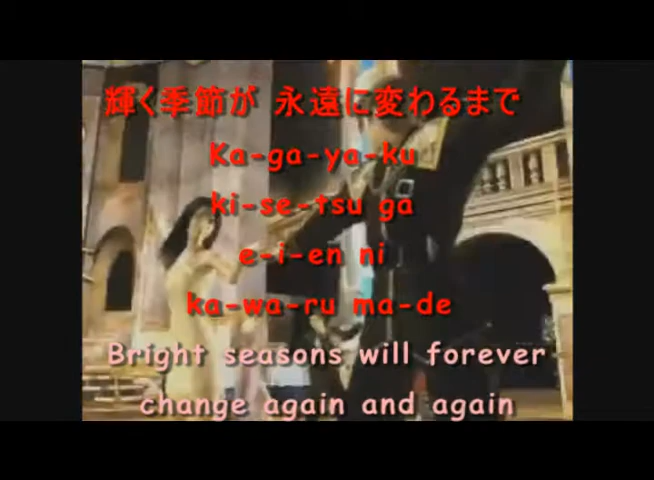 輝く季節が 永遠に変わるまで
Ka-ga-ya-ku
ki-se-tsu ga
e-i-en ni
ka-wa-ru ma-de
Bright seasons will forever
change again and again